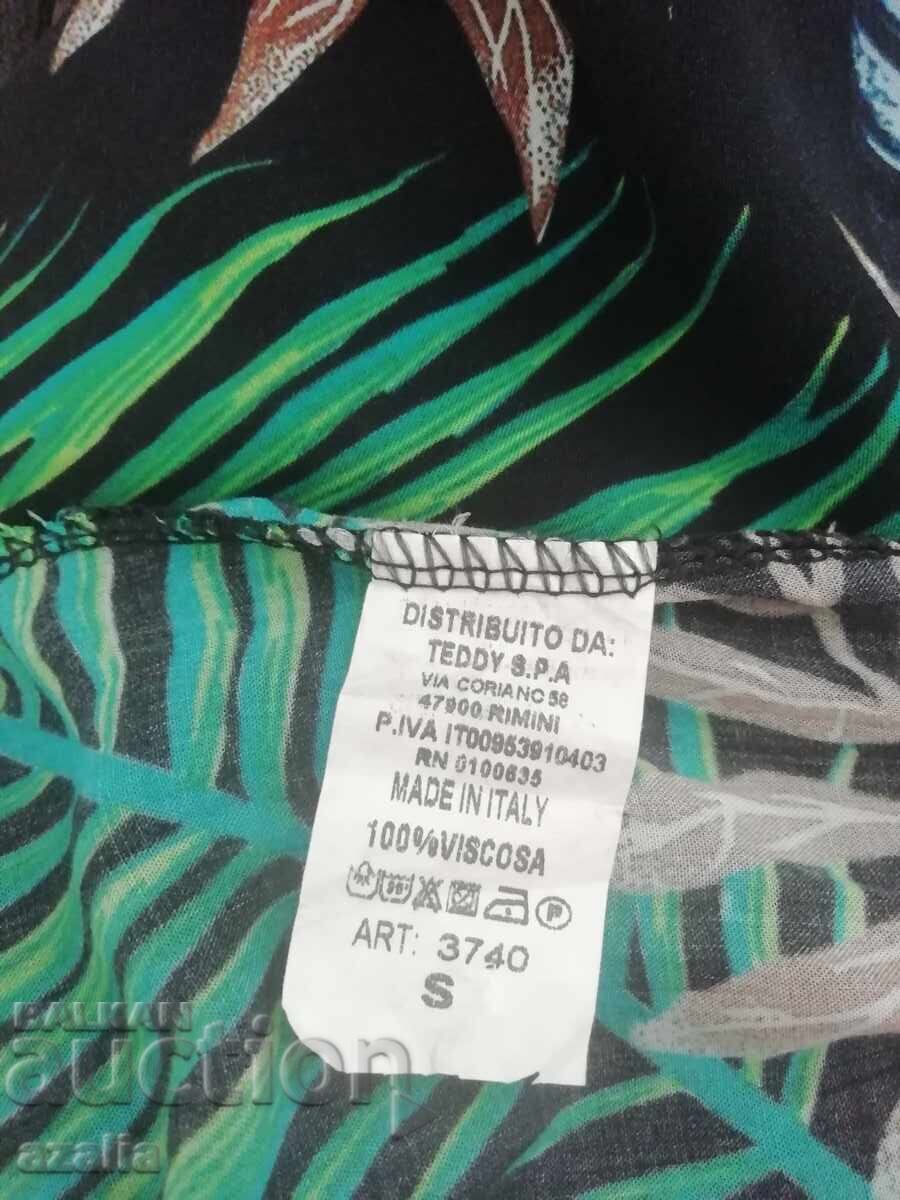 DISTRIBUITO DA:
TEDDY S.P.A
VIA CORIANO 58
47900 RIMINI
P.IVA IT00953910403
RN 0100635
MADE IN ITALY
100%VISCOSA
P
ART: 3740
S
BALKAN
auction
azalia